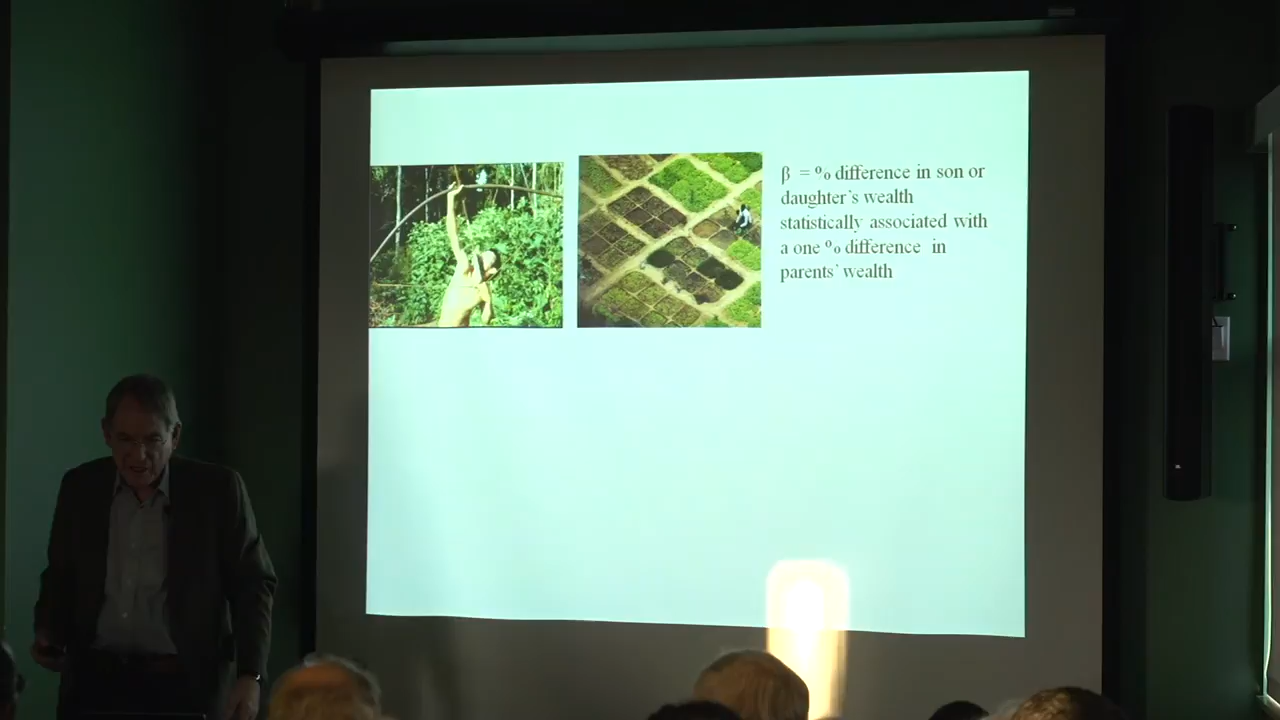 β = % difference in son or
daughter's wealth
statistically associated with
a one % difference in
parents' wealth